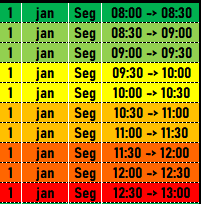 1 jan Seg 08:00 -> 08:30
1 jan Seg 08:30 -> 09:00
1 jan Seg 09:00 -> 09:30
1 jan Seg 09:30 -> 10:00
1 jan Seg 10:00 -> 10:30
1 jan Seg 10:30 -> 11:00
1 jan Seg 11:00 -> 11:30
1 jan Seg 11:30 -> 12:00
1 jan Seg 12:00 -> 12:30
1 jan Seg 12:30 -> 13:00